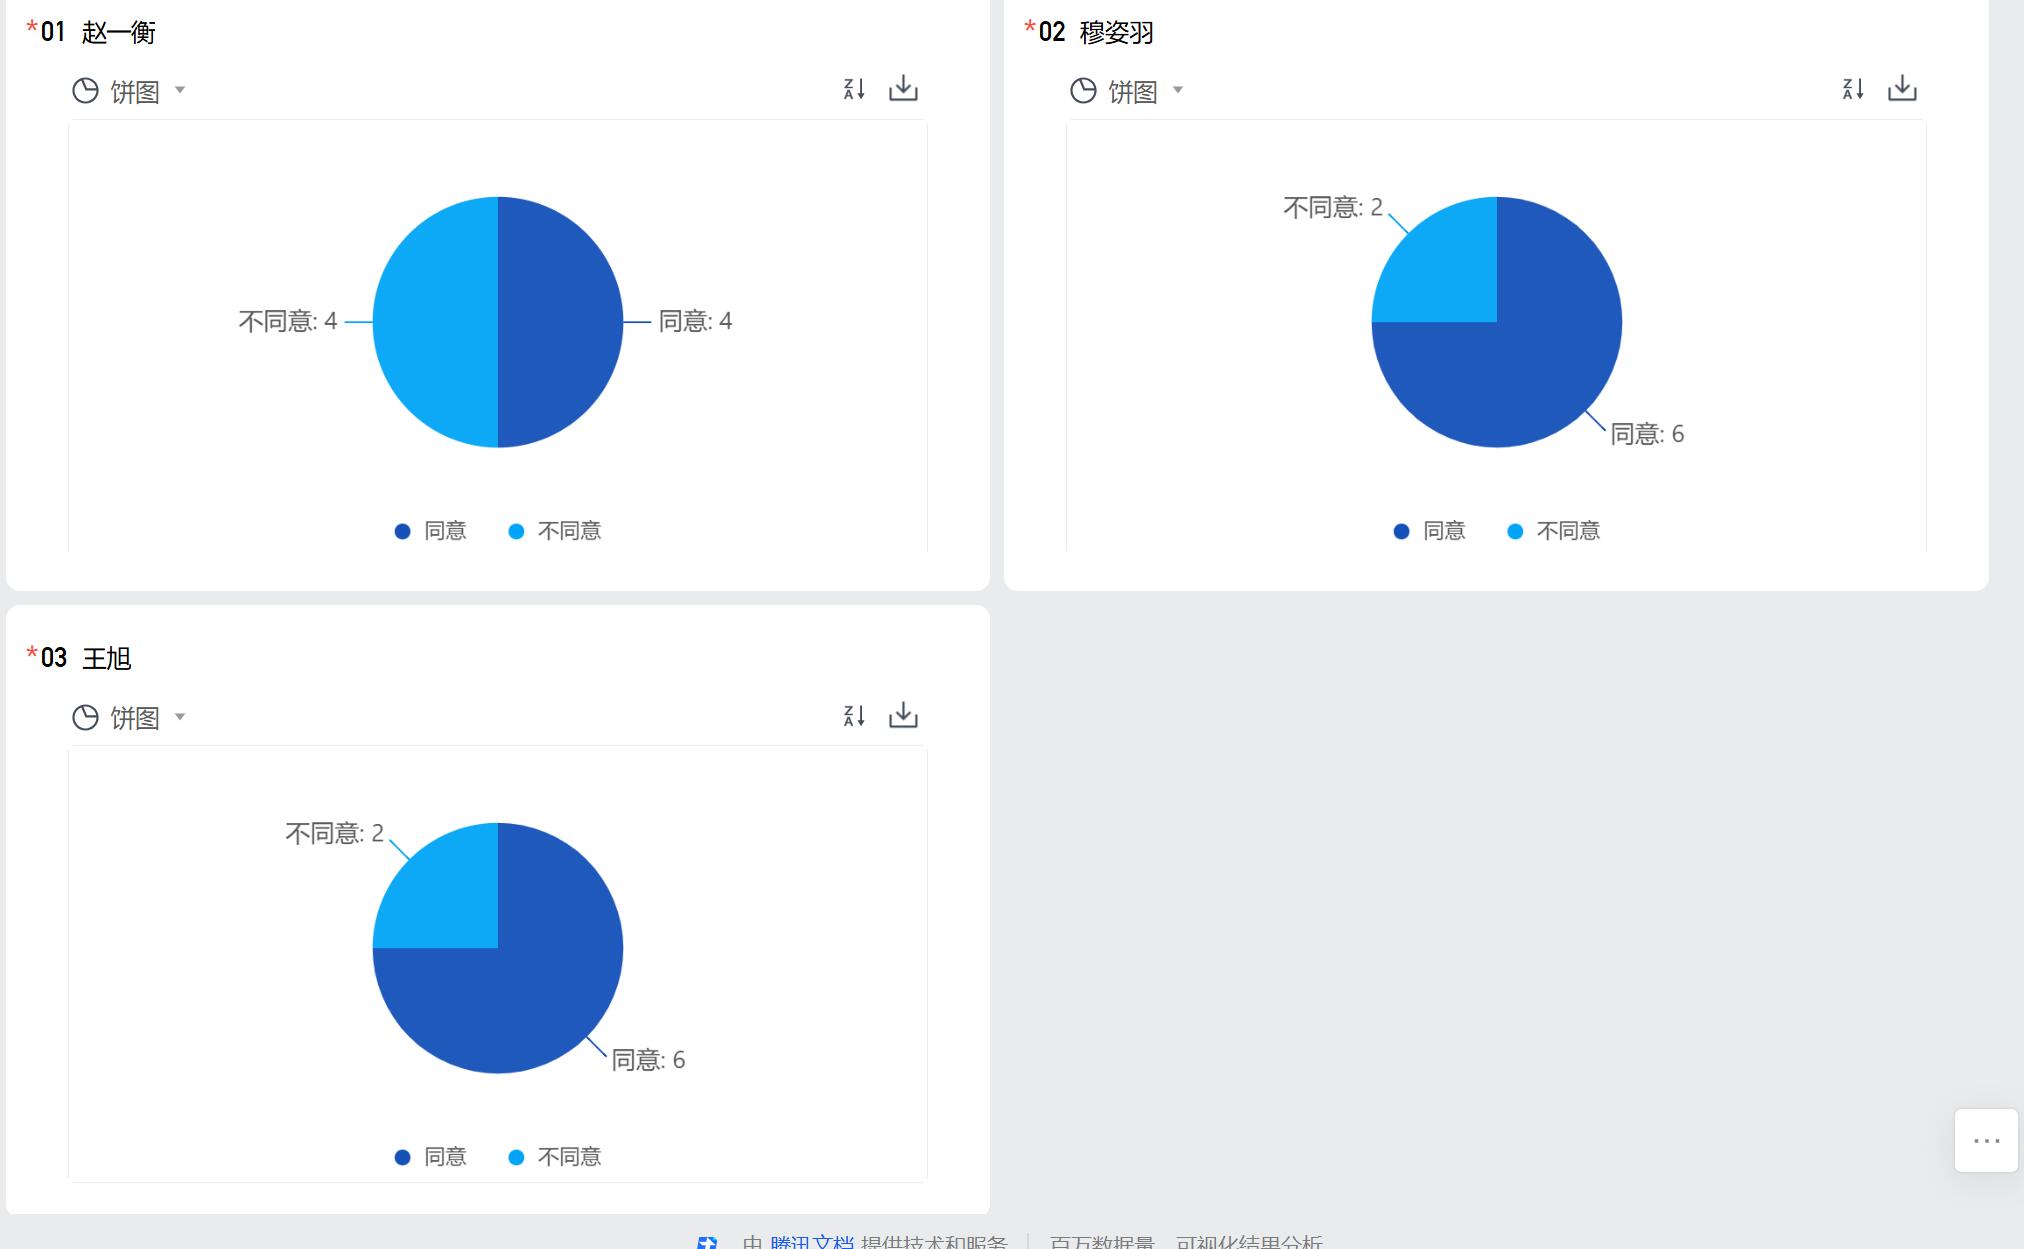 *01 赵一衡
饼图
不同意: 4
同意: 4
同意 不同意
*02 穆姿羽
饼图
不同意: 2
同意: 6
同意 不同意
*03 王旭
饼图
不同意: 2
同意: 6
同意 不同意
由 腾讯文档 提供技术和服务 | 百万数据量，可视化结果分析